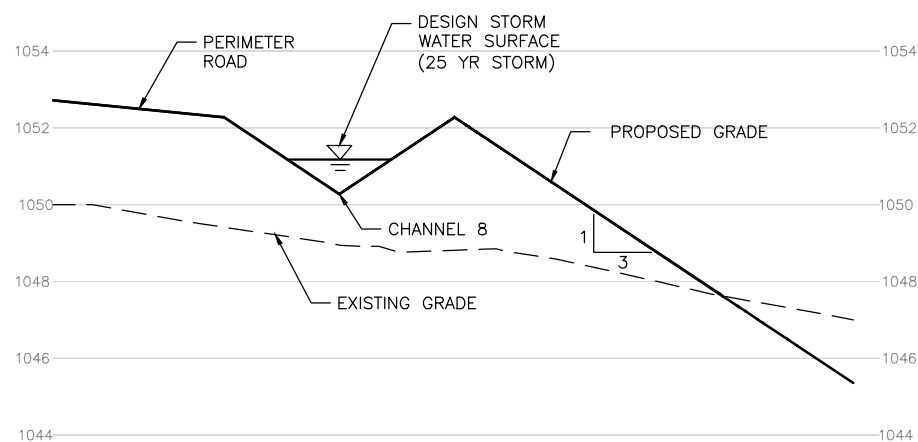 DESIGN STORM
WATER SURFACE
(25 YR STORM)
1054
PERIMETER
ROAD
1054
1052
PROPOSED GRADE
1052
1050
CHANNEL 8
1050
1
3
1048
EXISTING GRADE
1048
1046
1046
1044
1044